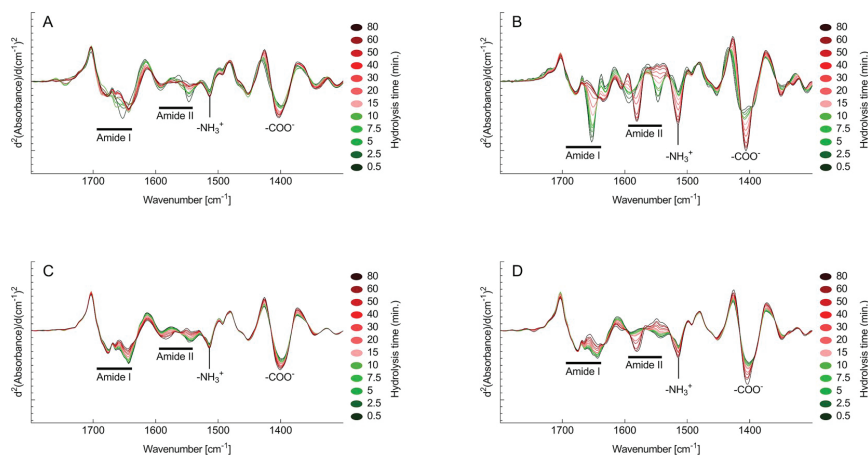 A
B
d²(Absorbance)/d(cm⁻¹)²
Amide I
Amide II
-NH₃⁺
-COO⁻
1700
1600
1500
1400
Wavenumber [cm⁻¹]
80
60
50
40
30
20
15
10
7.5
5
2.5
0.5
Hydrolysis time (min.)
d²(Absorbance)/d(cm⁻¹)²
Amide I
Amide II
-NH₃⁺
-COO⁻
1700
1600
1500
1400
Wavenumber [cm⁻¹]
80
60
50
40
30
20
15
10
7.5
5
2.5
0.5
Hydrolysis time (min.)
C
D
d²(Absorbance)/d(cm⁻¹)²
Amide I
Amide II
-NH₃⁺
-COO⁻
1700
1600
1500
1400
Wavenumber [cm⁻¹]
80
60
50
40
30
20
15
10
7.5
5
2.5
0.5
Hydrolysis time (min.)
d²(Absorbance)/d(cm⁻¹)²
Amide I
Amide II
-NH₃⁺
-COO⁻
1700
1600
1500
1400
Wavenumber [cm⁻¹]
80
60
50
40
30
20
15
10
7.5
5
2.5
0.5
Hydrolysis time (min.)